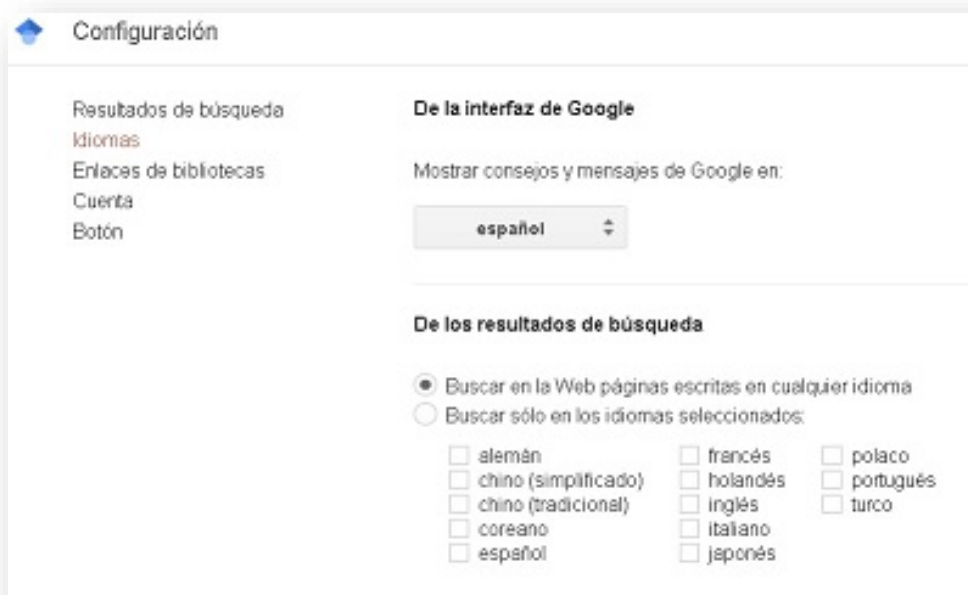 Configuración
Resultados de búsqueda
Idiomas
Enlaces de bibliotecas
Cuenta
Botón
De la interfaz de Google
Mostrar consejos y mensajes de Google en:
español
De los resultados de búsqueda
Buscar en la Web páginas escritas en cualquier idioma
Buscar sólo en los idiomas seleccionados:
alemán
chino (simplificado)
chino (tradicional)
coreano
español
francés
holandés
inglés
italiano
japonés
polaco
portugués
turco